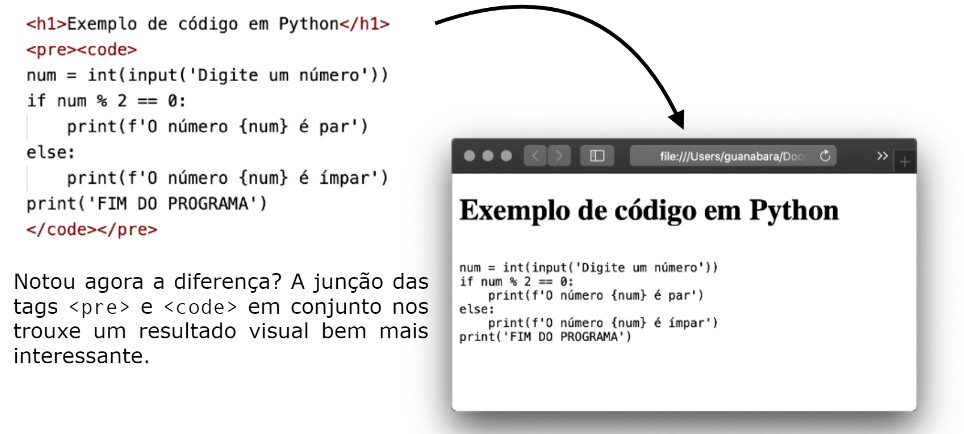 <h1>Exemplo de código em Python</h1>
<pre><code>
num = int(input('Digite um número'))
if num % 2 == 0:
    print(f'O número {num} é par')
else:
    print(f'O número {num} é ímpar')
print('FIM DO PROGRAMA')
</code></pre>
Notou agora a diferença? A junção das
tags <pre> e <code> em conjunto nos
trouxe um resultado visual bem mais
interessante.
file:///Users/guanabara/Doc
Exemplo de código em Python
num = int(input('Digite um número'))
if num % 2 == 0:
    print(f'O número {num} é par')
else:
    print(f'O número {num} é ímpar')
print('FIM DO PROGRAMA')